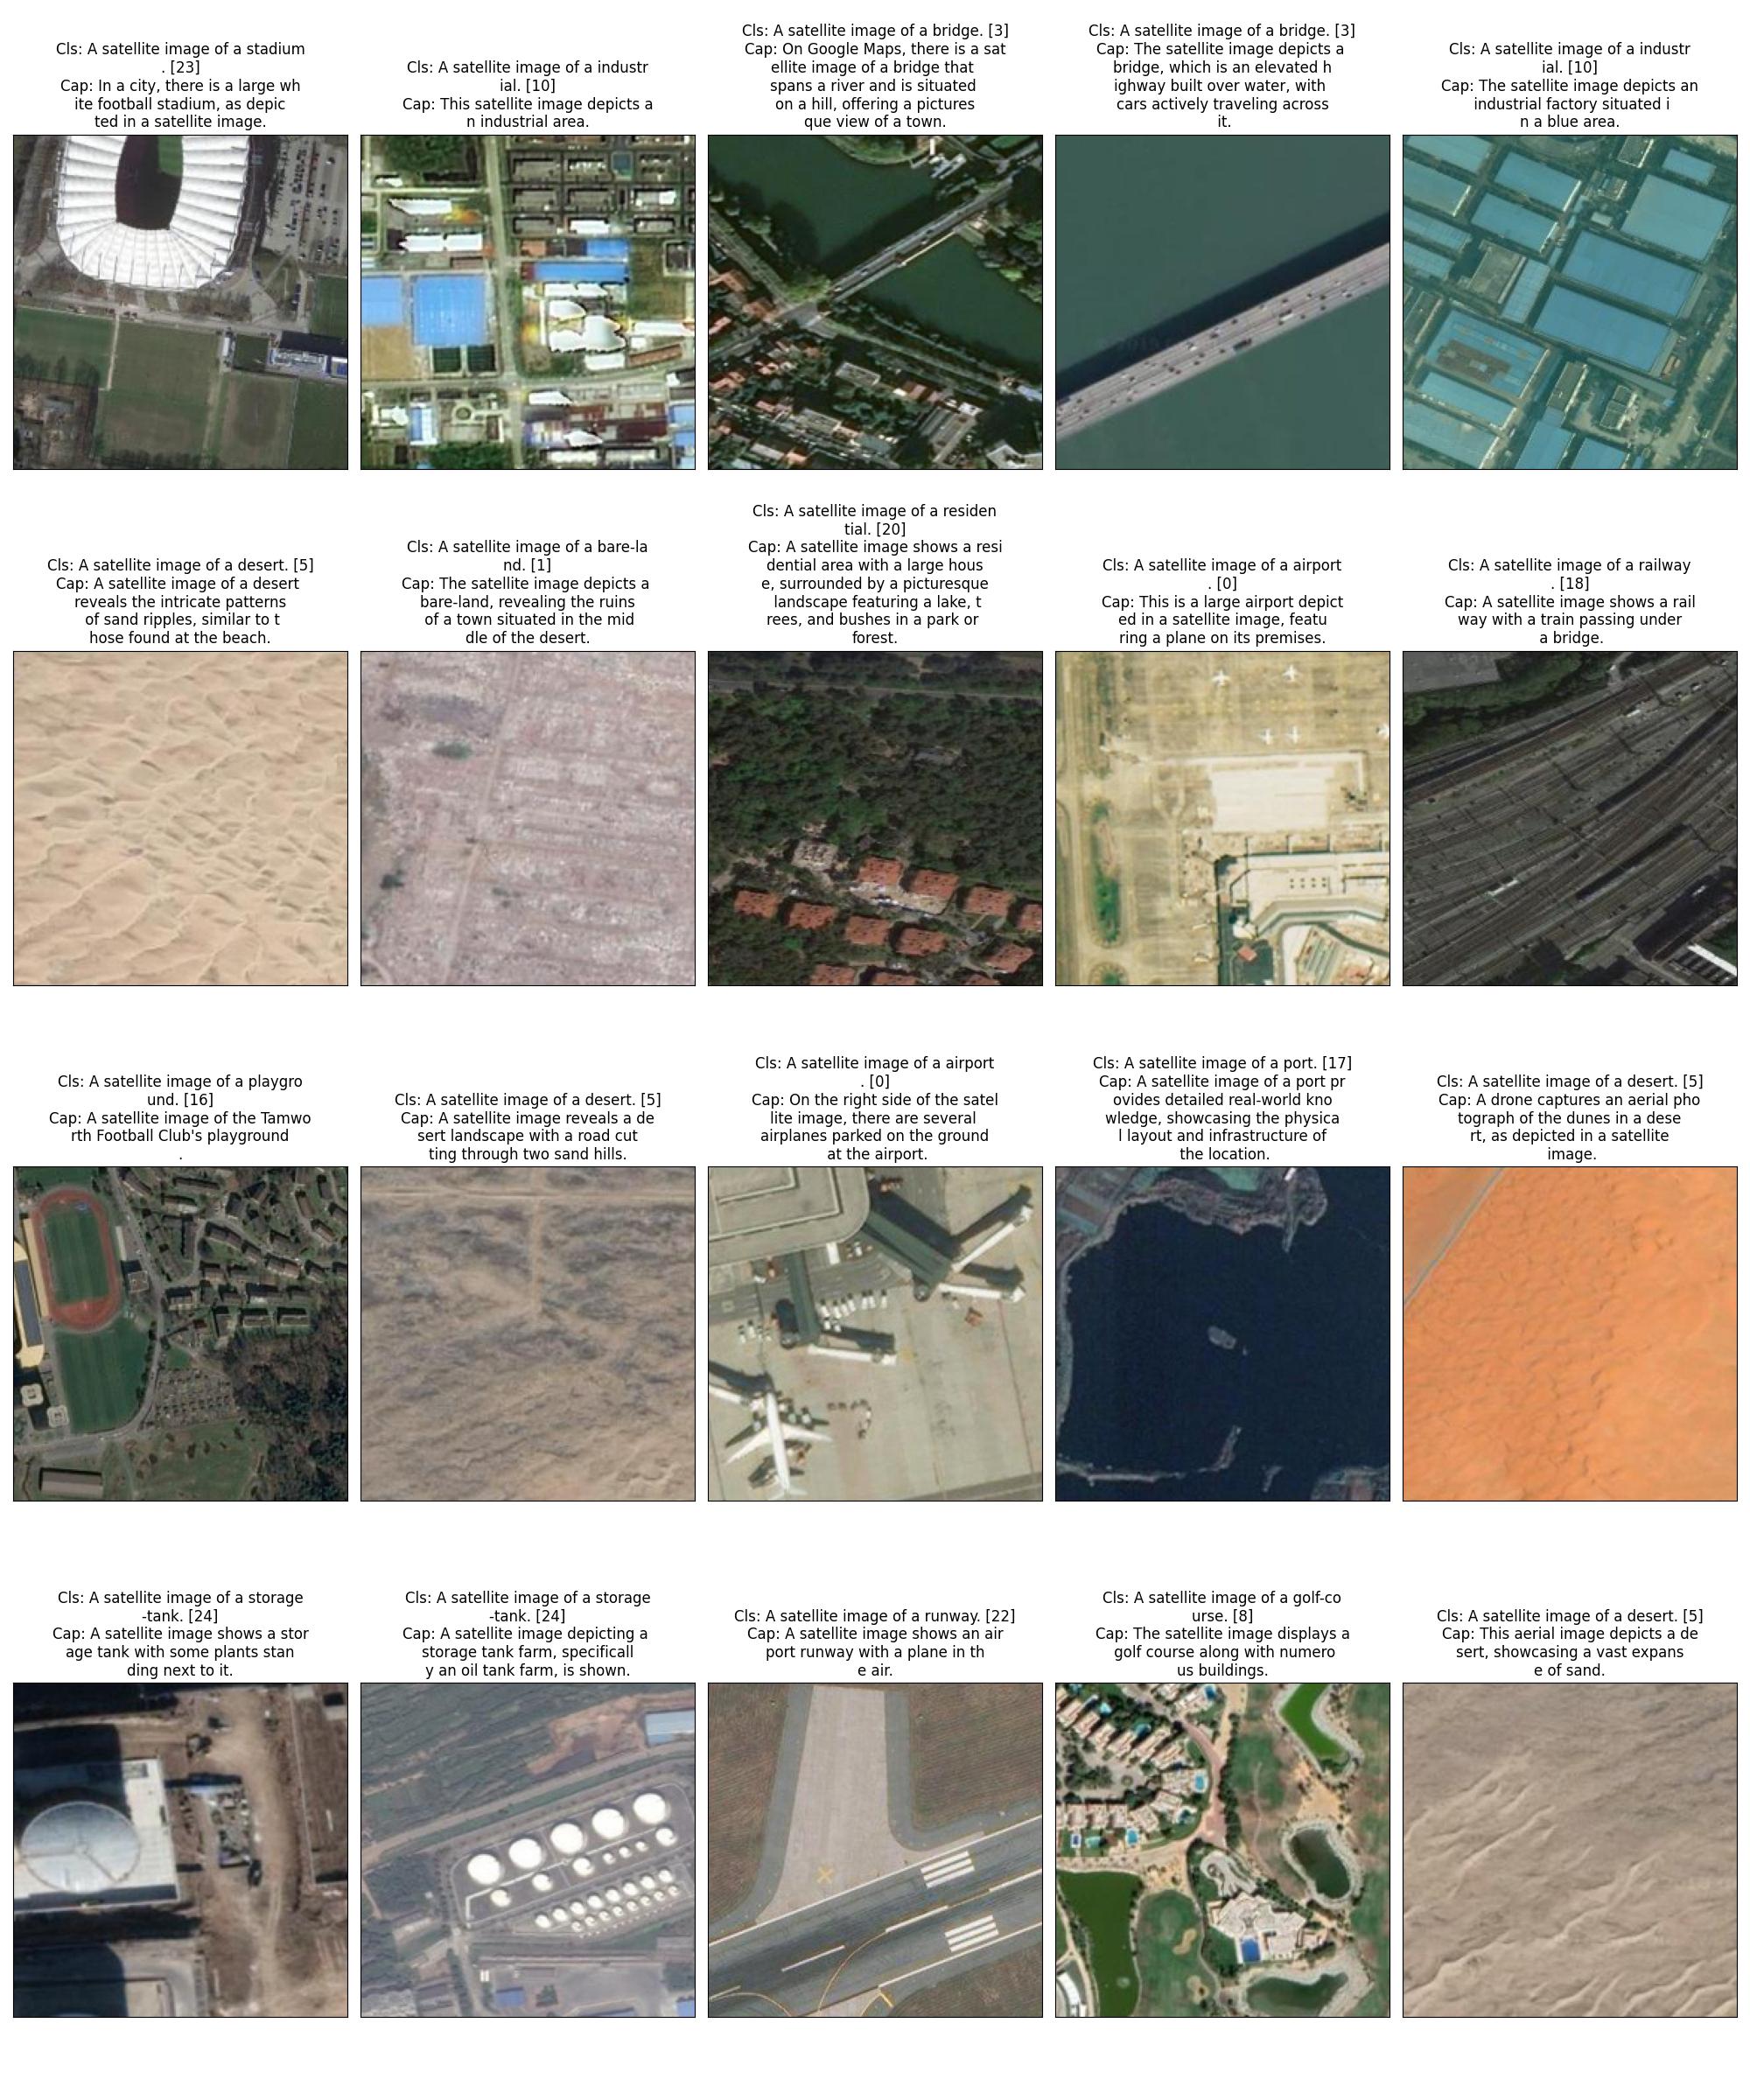 Cls: A satellite image of a stadium
. [23]
Cap: In a city, there is a large wh
ite football stadium, as depic
ted in a satellite image.
Cls: A satellite image of a industr
ial. [10]
Cap: This satellite image depicts a
n industrial area.
Cls: A satellite image of a bridge. [3]
Cap: On Google Maps, there is a sat
ellite image of a bridge that
spans a river and is situated
on a hill, offering a pictures
que view of a town.
Cls: A satellite image of a bridge. [3]
Cap: The satellite image depicts a
bridge, which is an elevated h
ighway built over water, with
cars actively traveling across
it.
Cls: A satellite image of a industr
ial. [10]
Cap: The satellite image depicts an
industrial factory situated i
n a blue area.
Cls: A satellite image of a desert. [5]
Cap: A satellite image of a desert
reveals the intricate patterns
of sand ripples, similar to t
hose found at the beach.
Cls: A satellite image of a bare-la
nd. [1]
Cap: The satellite image depicts a
bare-land, revealing the ruins
of a town situated in the mid
dle of the desert.
Cls: A satellite image of a residen
tial. [20]
Cap: A satellite image shows a resi
dential area with a large hous
e, surrounded by a picturesque
landscape featuring a lake, t
rees, and bushes in a park or
forest.
Cls: A satellite image of a airport
. [0]
Cap: This is a large airport depict
ed in a satellite image, featu
ring a plane on its premises.
Cls: A satellite image of a railway
. [18]
Cap: A satellite image shows a rail
way with a train passing under
a bridge.
Cls: A satellite image of a playgro
und. [16]
Cap: A satellite image of the Tamwo
rth Football Club's playground
.
Cls: A satellite image of a desert. [5]
Cap: A satellite image reveals a de
sert landscape with a road cut
ting through two sand hills.
Cls: A satellite image of a airport
. [0]
Cap: On the right side of the satel
lite image, there are several
airplanes parked on the ground
at the airport.
Cls: A satellite image of a port. [17]
Cap: A satellite image of a port pr
ovides detailed real-world kno
wledge, showcasing the physica
l layout and infrastructure of
the location.
Cls: A satellite image of a desert. [5]
Cap: A drone captures an aerial pho
tograph of the dunes in a dese
rt, as depicted in a satellite
image.
Cls: A satellite image of a storage
-tank. [24]
Cap: A satellite image shows a stor
age tank with some plants stan
ding next to it.
Cls: A satellite image of a storage
-tank. [24]
Cap: A satellite image depicting a
storage tank farm, specificall
y an oil tank farm, is shown.
Cls: A satellite image of a runway. [22]
Cap: A satellite image shows an air
port runway with a plane in th
e air.
Cls: A satellite image of a golf-co
urse. [8]
Cap: The satellite image displays a
golf course along with numero
us buildings.
Cls: A satellite image of a desert. [5]
Cap: This aerial image depicts a de
sert, showcasing a vast expans
e of sand.